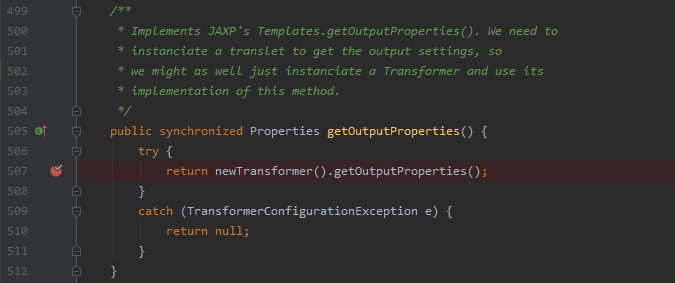 499 /**
500 * Implements JAXP's Templates.getOutputProperties(). We need to
501 * instanciate a translet to get the output settings, so
502 * we might as well just instanciate a Transformer and use its
503 * implementation of this method.
504 */
505 public synchronized Properties getOutputProperties() {
506 try {
507 return newTransformer().getOutputProperties();
508 }
509 catch (TransformerConfigurationException e) {
510 return null;
511 }
512 }